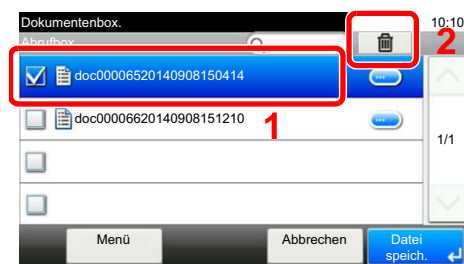 Dokumentenbox.
10:10
Abrufbox
2
doc00006520140908150414
doc00006620140908151210
1
1/1
Menü
Abbrechen
Datei
speich.